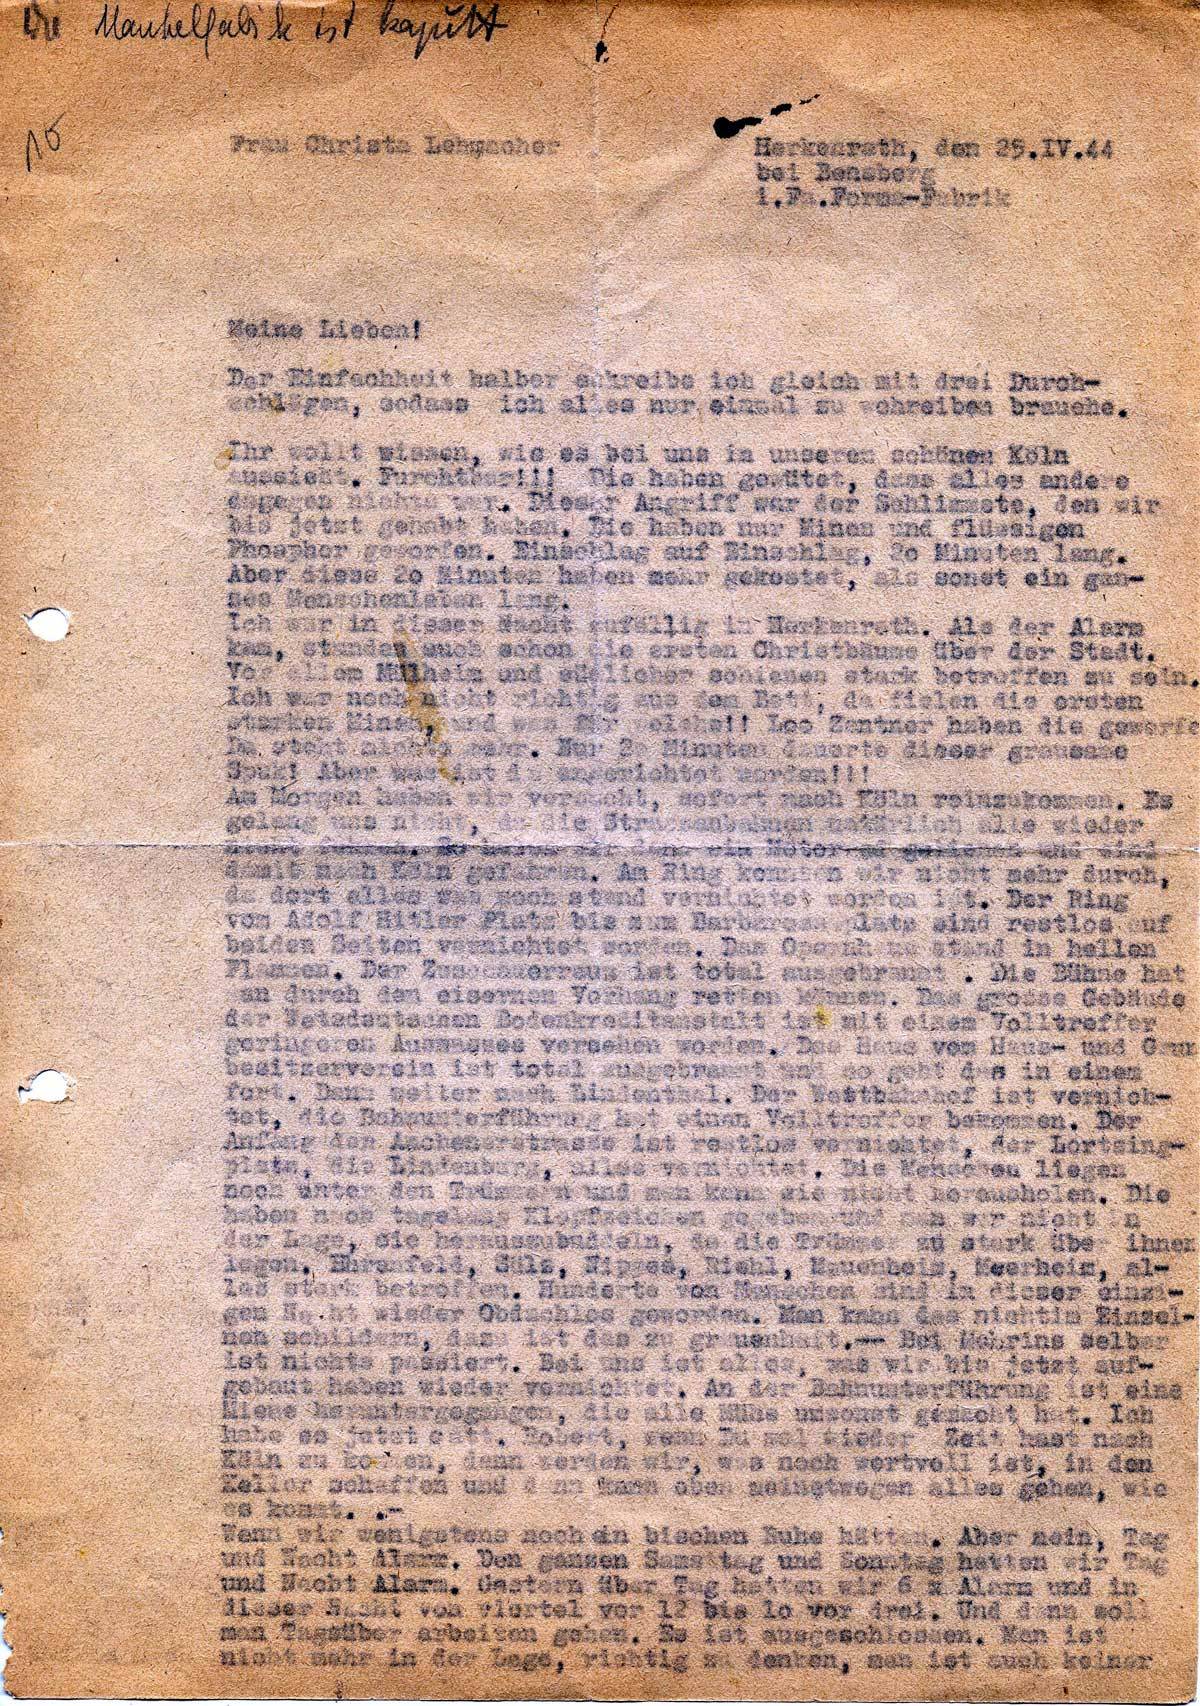 ist kaputt
10
Frau Christa Lehmacher
Herkenrath, den 25.IV.44
bei Bensberg
i.Fa.Forma-Fabrik
Meine Lieben!
Der Einfachheit halber schreibe ich gleich mit drei Durch-
schlägen, sodass ich alles nur einmal zu schreiben brauche.
Ihr wollt wissen, wie es bei uns in unserem schönen Köln
aussieht. Furchtbar!!! Die haben gewütet, dass alles andere
dagegen nichts war. Dieser Angriff war der Schlimmste, den wir
bis jetzt gehabt haben. Die haben nur Minen und flüssigen
Phosphor geworfen. Einschlag auf Einschlag, 2o Minuten lang.
Aber diese 2o Minuten haben mehr gekostet, als sonst ein gan-
zes Menschenleben lang.
Ich war in dieser Nacht zufällig in Herkenrath. Als der Alarm
kam, standen auch schon die ersten Christbäume über der Stadt.
Vor allem Mülheim und südlicher schienen stark betroffen zu sein.
Ich war noch nicht richtig aus dem Bett, da fielen die ersten
starken Minen, und was für welche!! Zentner haben die geworfe
Da steht nichts mehr. Nur Minuten dauerte dieser grausame
Spuk! Aber was ist da angerichtet worden!!!
Am Morgen haben wir versucht, sofort nach Köln reinzukommen. Es
gelang uns nicht, da die Strassenbahnen natürlich alle wieder
ein Motor und sind
damit nach Köln gefahren. Am Ring konnten wir nicht mehr durch,
da dort alles was noch stand vernichtet worden ist. Der Ring
vom Adolf Hitler Platz bis zum Barbarossaplatz sind restlos auf
beiden Seiten vernichtet worden. Das Opernhaus stand in hellen
Flammen. Der Zuschauerraum ist total ausgebrannt . Die Bühne hat
man durch den eisernen Vorhang retten können. Das grosse Gebäude
der Westdeutschen Bodenkreditanstalt ist mit einem Volltreffer
geringeren Ausmasses versehen worden. Das Haus vom Haus- und Grun
besitzerverein ist total ausgebrannt und so geht das in einem
fort. Dann weiter nach Lindenthal. Der Westbahnhof ist vernich-
tet, die Bahnunterführung hat einen Volltreffer bekommen. Der
Anfang der Aachenerstrasse ist restlos vernichtet, der Lortzing-
platz, die Lindenburg, alles vernichtet. Die Menschen liegen
noch unter den Trümmern und man kann sie nicht herausholen. Die
haben noch tagelang Klopfzeichen gegeben und man war nicht in
der Lage, sie herauszubuddeln, da die Trümmer zu stark über ihnen
lagen. Ehrenfeld, Sülz, Nippes, Riehl, Mauenheim, Meerheim, al-
les stark betroffen. Hunderte von Menschen sind in dieser einzi-
gen Nacht wieder Obdachlos geworden. Man kann das nichtim Einzel-
nen schildern, dazu ist das zu grauenhaft.-- Bei Mehrins selber
ist nichts passiert. Bei uns ist alles, was wir bis jetzt auf-
gebaut haben wieder vernichtet. An der Bahnunterführung ist eine
Miene heruntergegangen, die alle Mühe umsonst gemacht hat. Ich
habe es jetzt satt. Robert, wenn Du mal wieder Zeit hast nach
Köln zu kommen, dann werden wir, was noch wertvoll ist, in den
Keller schaffen und dann kann oben meinetwegen alles gehen, wie
es kommt. .-
Wenn wir wenigstens noch ein bischen Ruhe hätten. Aber nein, Tag
und Nacht Alarm. Den ganzen Samstag und Sonntag hatten wir Tag
und Nacht Alarm. Gestern über Tag hatten wir 6 x Alarm und in
dieser Nacht von viertel vor 12 bis 1o vor drei. Und dann soll
man Tagsüber arbeiten gehen. Es ist ausgeschlossen. Man ist
nicht mehr in der Lage, richtig zu denken, man ist auch keiner